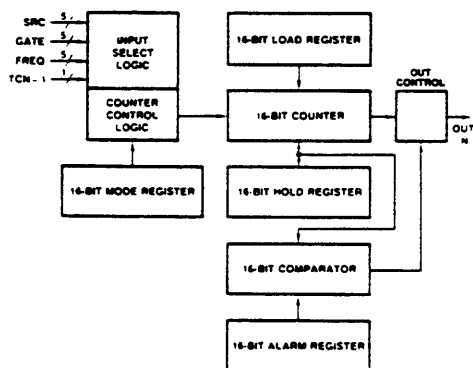 SRC 5
GATE 5
FREQ 5
TCN-1 1
INPUT
SELECT
LOGIC
COUNTER
CONTROL
LOGIC
16-BIT MODE REGISTER
16-BIT LOAD REGISTER
16-BIT COUNTER
16-BIT HOLD REGISTER
16-BIT COMPARATOR
16-BIT ALARM REGISTER
OUT
CONTROL
OUT
N